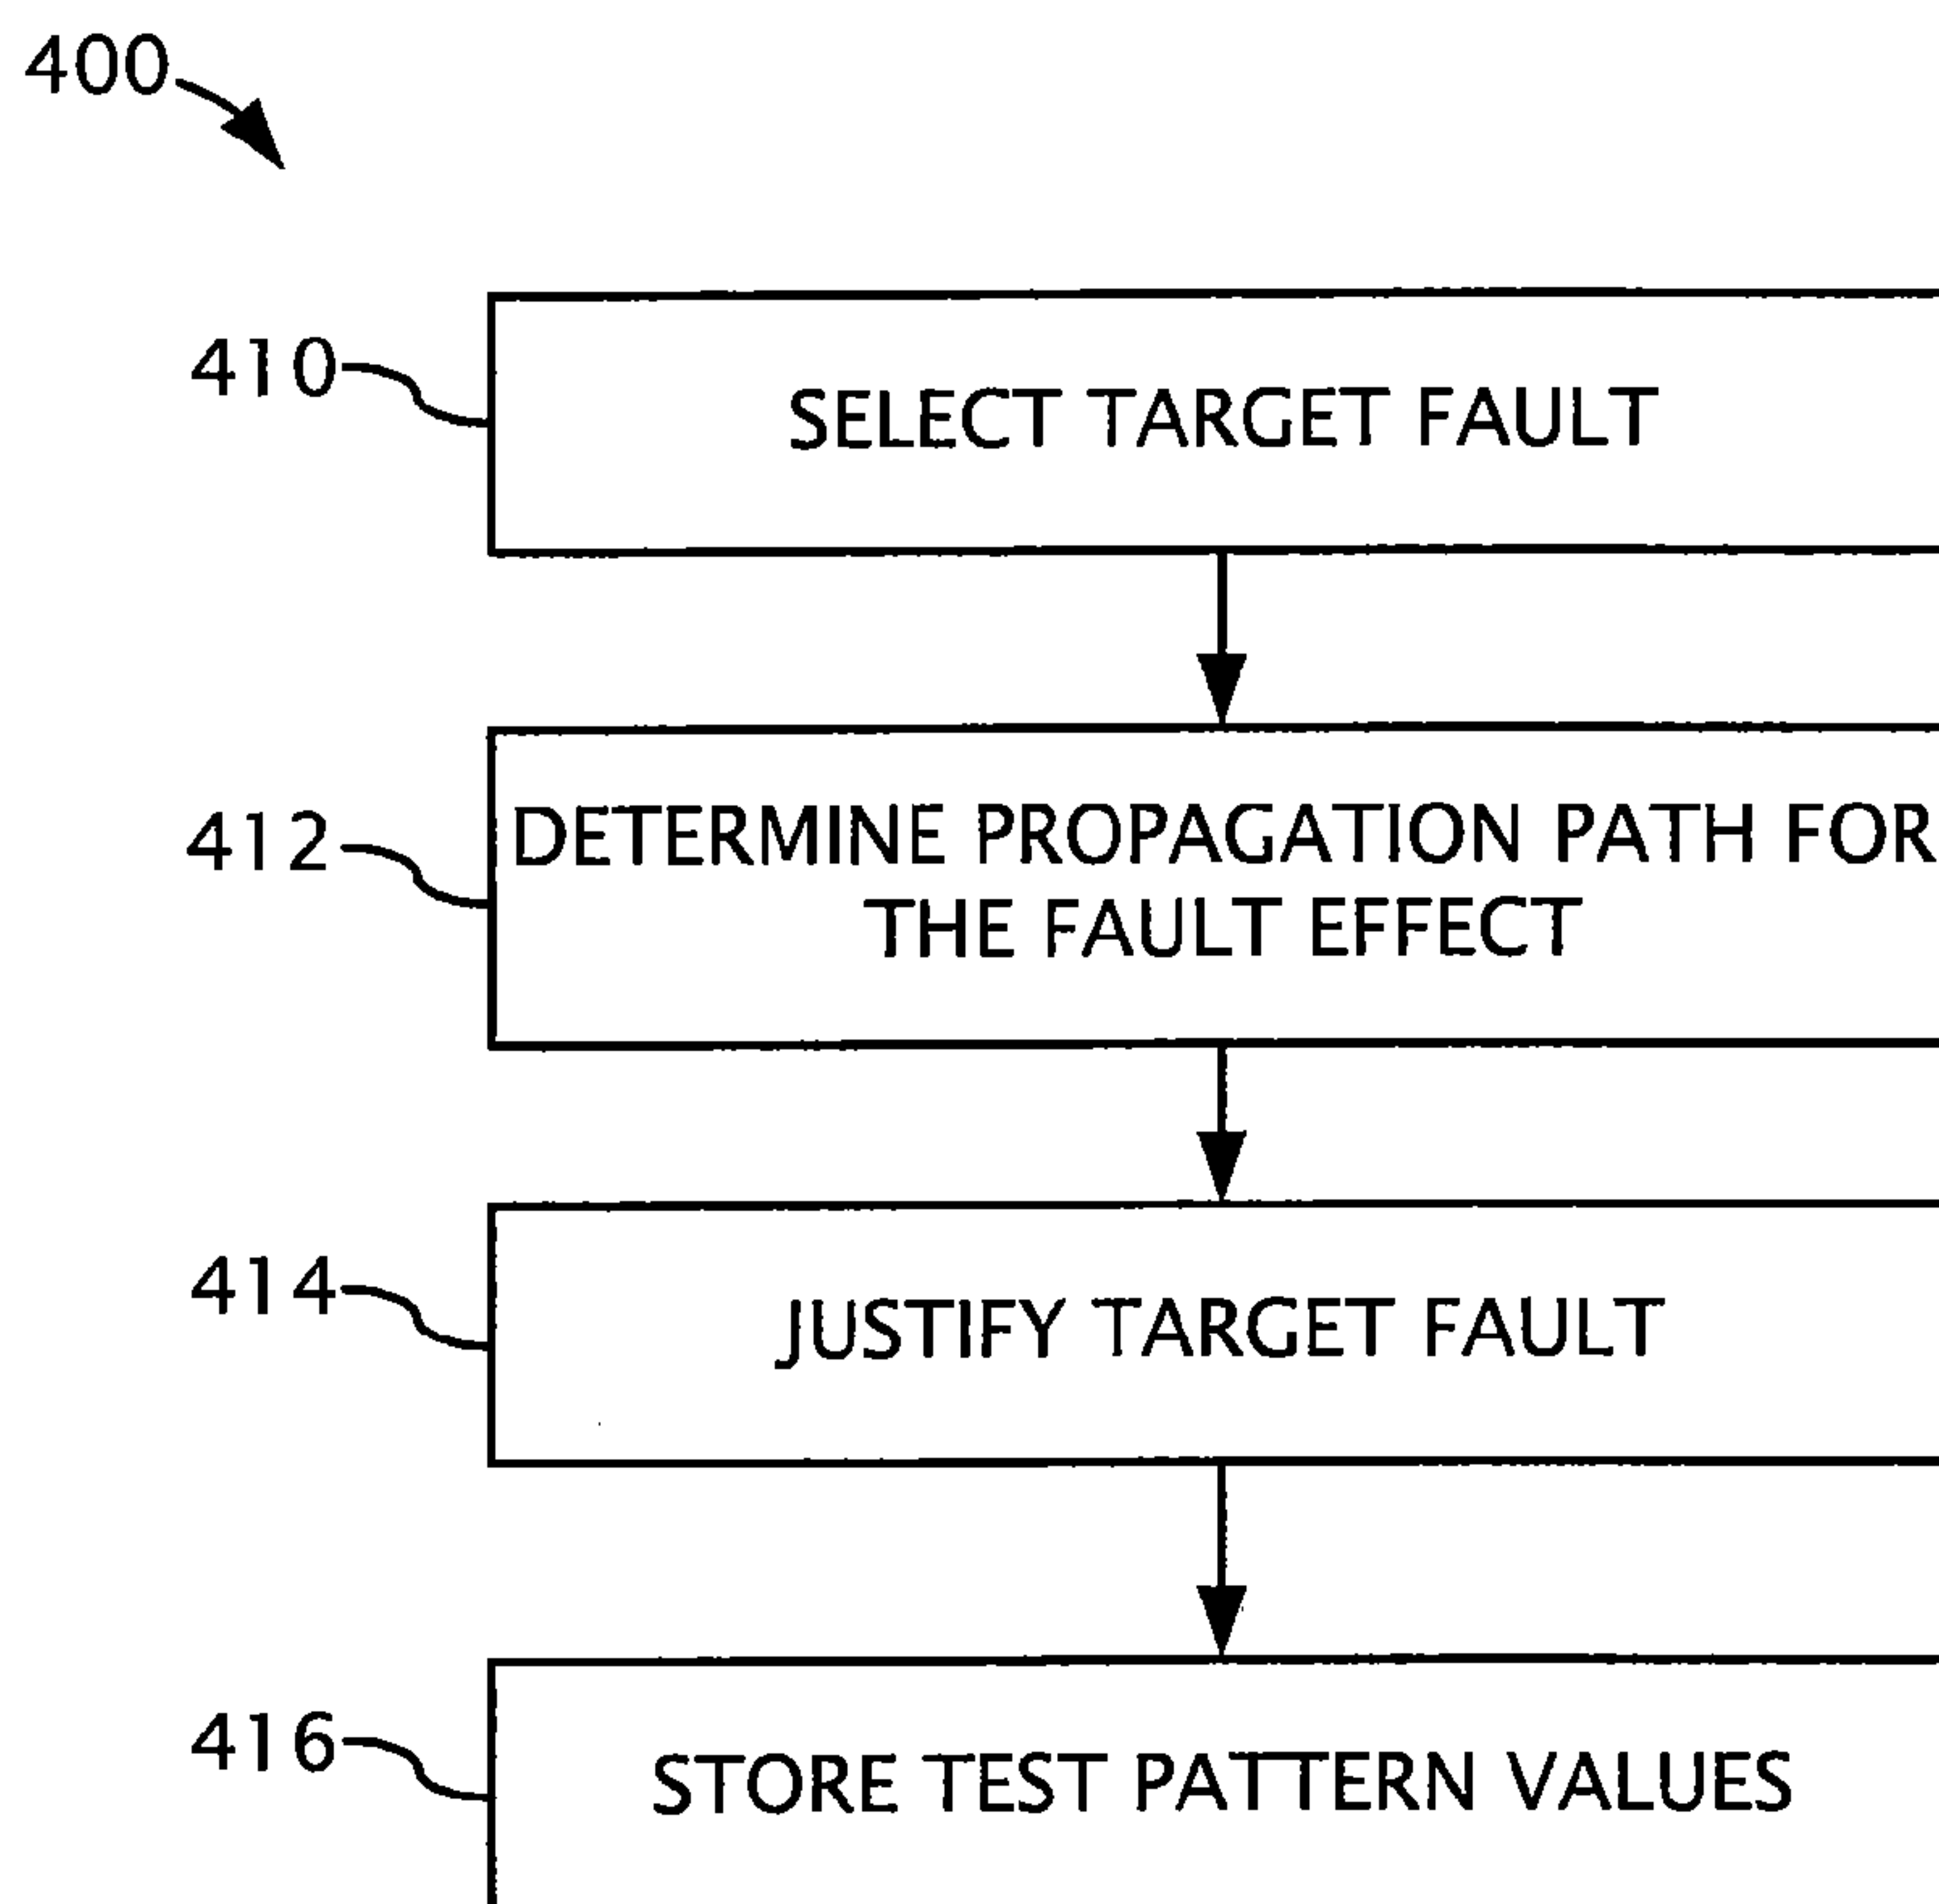 400
410
SELECT TARGET FAULT
412
DETERMINE PROPAGATION PATH FOR
THE FAULT EFFECT
414
JUSTIFY TARGET FAULT
416
STORE TEST PATTERN VALUES